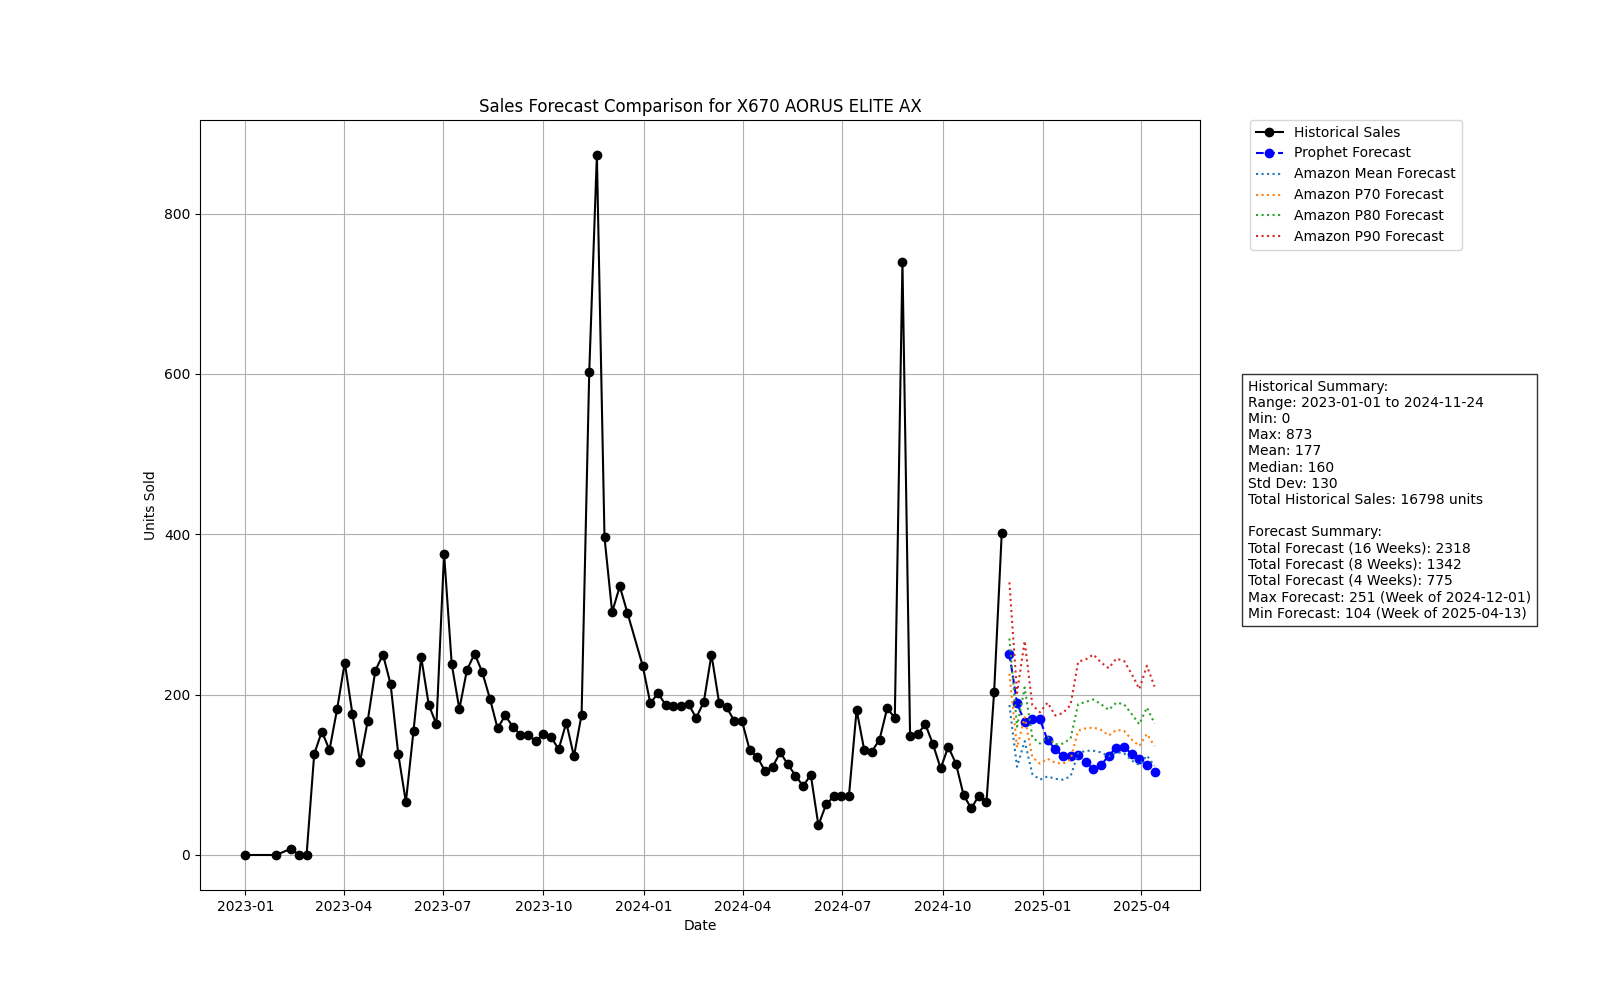 Sales Forecast Comparison for X670 AORUS ELITE AX
Historical Sales
Prophet Forecast
Amazon Mean Forecast
Amazon P70 Forecast
Amazon P80 Forecast
Amazon P90 Forecast
800
600
400
200
0
Units Sold
2023-01 2023-04 2023-07 2023-10 2024-01 2024-04 2024-07 2024-10 2025-01 2025-04
Date
Historical Summary:
Range: 2023-01-01 to 2024-11-24
Min: 0
Max: 873
Mean: 177
Median: 160
Std Dev: 130
Total Historical Sales: 16798 units
Forecast Summary:
Total Forecast (16 Weeks): 2318
Total Forecast (8 Weeks): 1342
Total Forecast (4 Weeks): 775
Max Forecast: 251 (Week of 2024-12-01)
Min Forecast: 104 (Week of 2025-04-13)